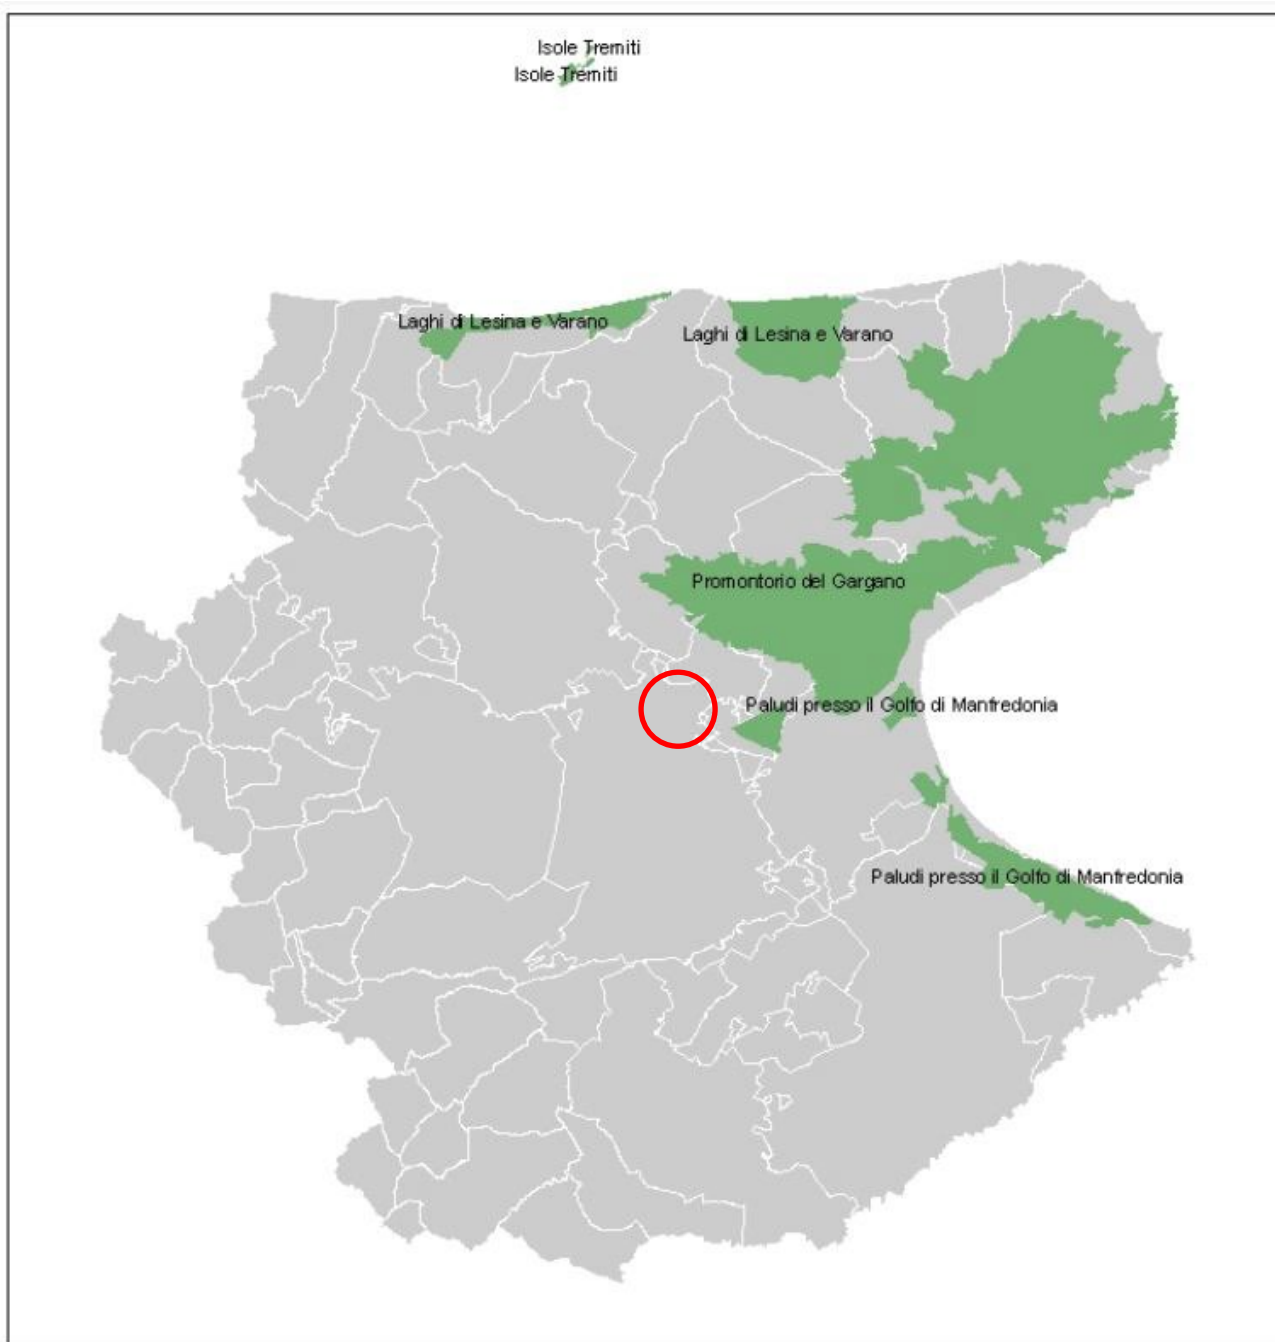 Isole Tremiti
Isole Tremiti
Laghi di Lesina e Varano
Laghi di Lesina e Varano
Promontorio del Gargano
Paludi presso il Golfo di Manfredonia
Paludi presso il Golfo di Manfredonia